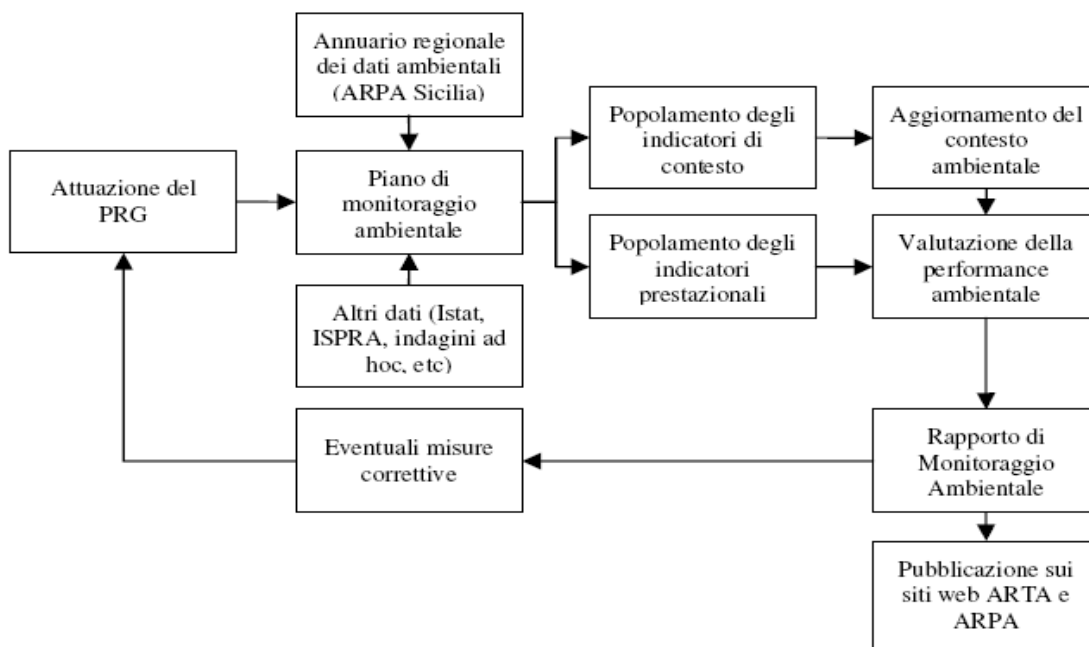 Annuario regionale
dei dati ambientali
(ARPA Sicilia)
Popolamento degli
indicatori di
contesto
Aggiornamento del
contesto
ambientale
Attuazione del
PRG
Piano di
monitoraggio
ambientale
Popolamento degli
indicatori
prestazionali
Valutazione della
performance
ambientale
Altri dati (Istat,
ISPRA, indagini ad
hoc, etc)
Eventuali misure
correttive
Rapporto di
Monitoraggio
Ambientale
Pubblicazione sui
siti web ARTA e
ARPA